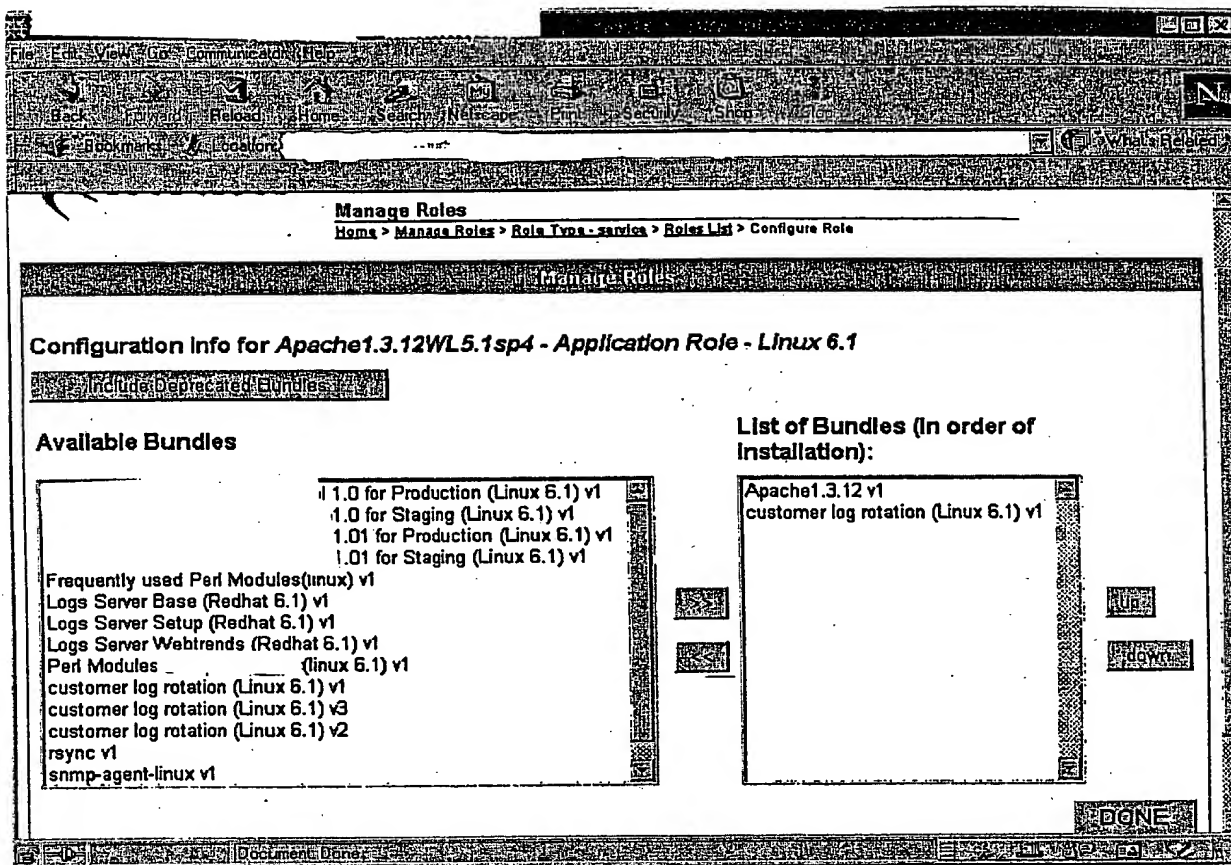 File Edit View Go Communicator Help
Back Forward Reload Home Search Netscape Print Security Shop Stop
Bookmarks Location: What's Related
Manage Roles
Home > Manage Roles > Role Type - service > Roles List > Configure Role
Manage Roles
Configuration info for Apache1.3.12WL5.1sp4 - Application Role - Linux 6.1
Include Deprecated Bundles
Available Bundles
List of Bundles (in order of installation):
1.0 for Production (Linux 6.1) v1
1.0 for Staging (Linux 6.1) v1
1.01 for Production (Linux 6.1) v1
1.01 for Staging (Linux 6.1) v1
Frequently used Perl Modules(linux) v1
Logs Server Base (Redhat 6.1) v1
Logs Server Setup (Redhat 6.1) v1
Logs Server Webtrends (Redhat 6.1) v1
Perl Modules (linux 6.1) v1
customer log rotation (Linux 6.1) v1
customer log rotation (Linux 6.1) v3
customer log rotation (Linux 6.1) v2
rsync v1
snmp-agent-linux v1
>>
<<
Apache1.3.12 v1
customer log rotation (Linux 6.1) v1
Up
down
DONE
Document: Done